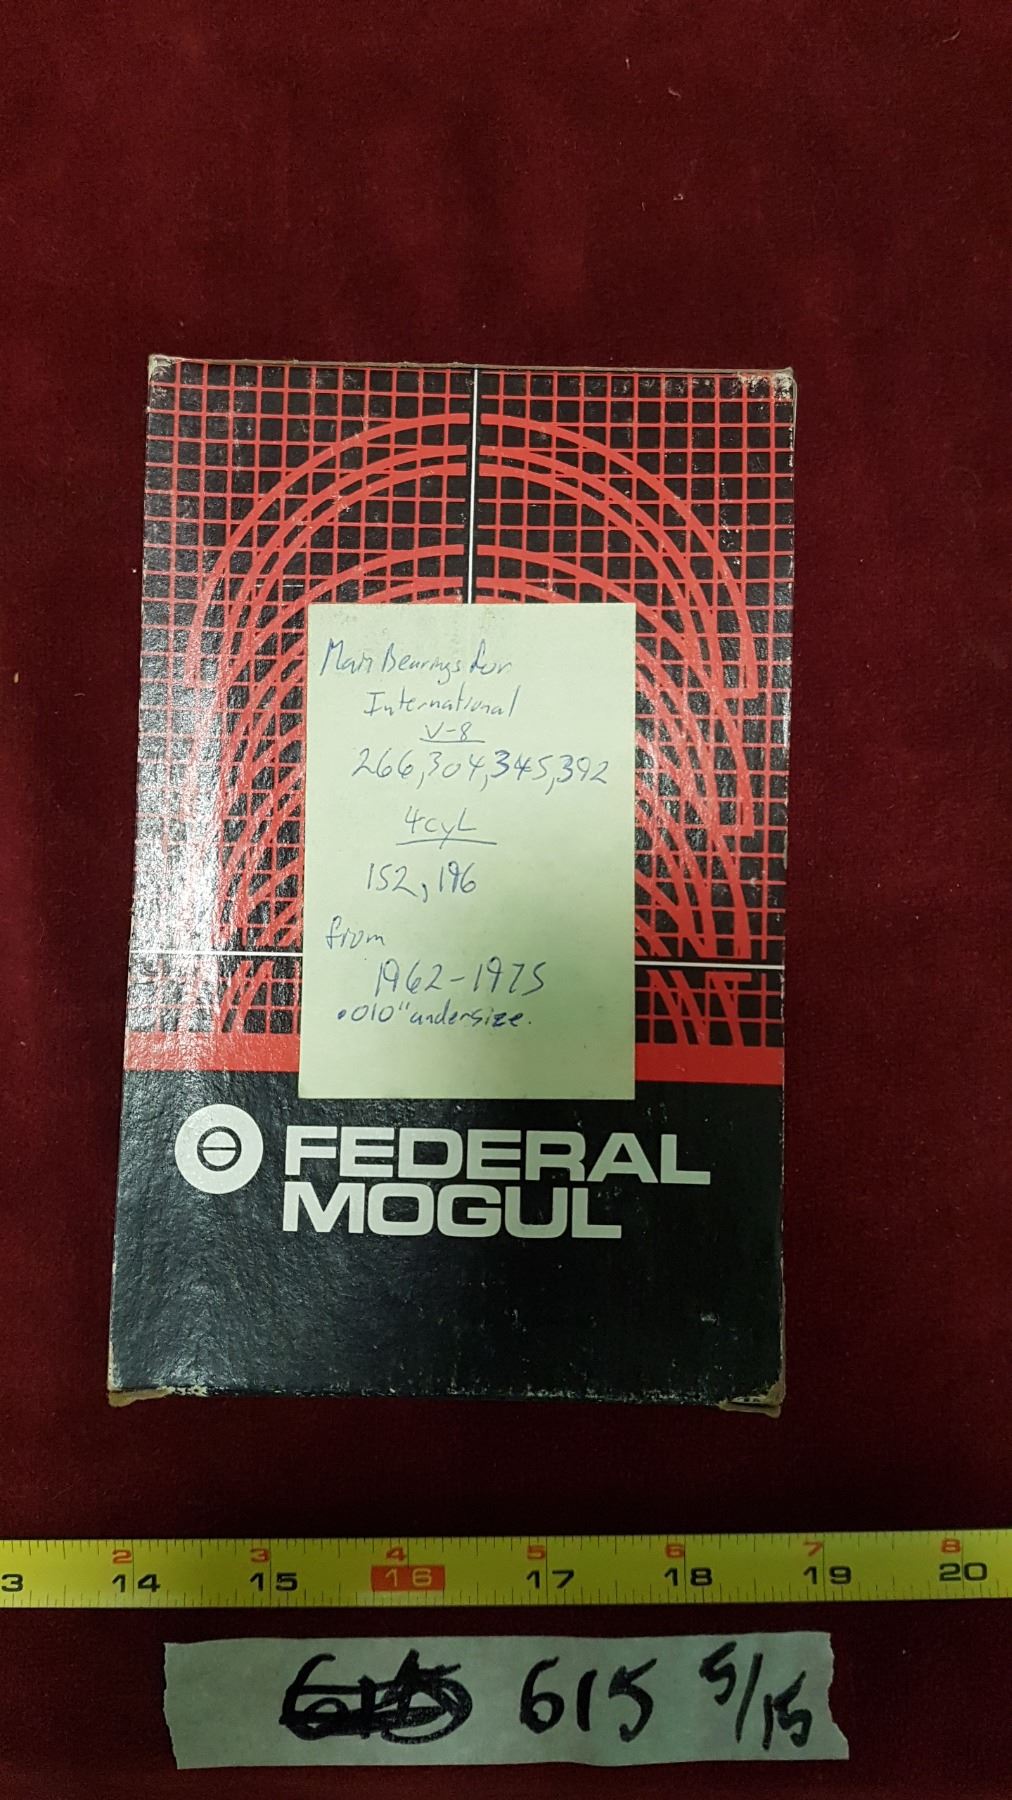 Main Bearings for
International
V-8
266,304,345,392
4cyL
152, 196
from
1962-1975
.010" undersize.
FEDERAL
MOGUL
2 3 4 5 6 7 8
3 14 15 16 17 18 19 20
615 5/15